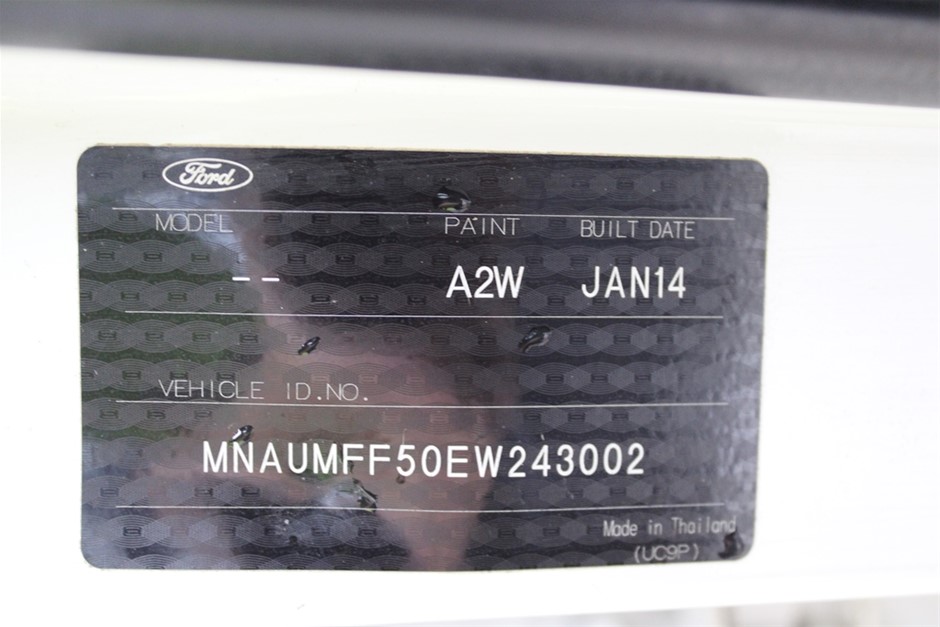 Ford
MODEL PAINT BUILT DATE
-- A2W JAN14
VEHICLE ID.NO.
MNAUMFF50EW243002
Made in Thailand
(UC9P)